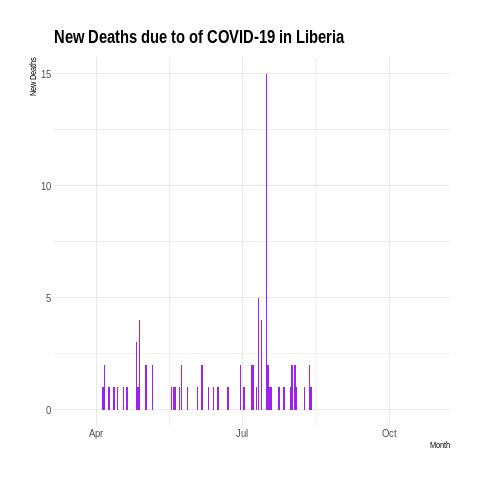 New Deaths due to of COVID-19 in Liberia
New Deaths
15
10
5
0
Apr Jul Oct
Month